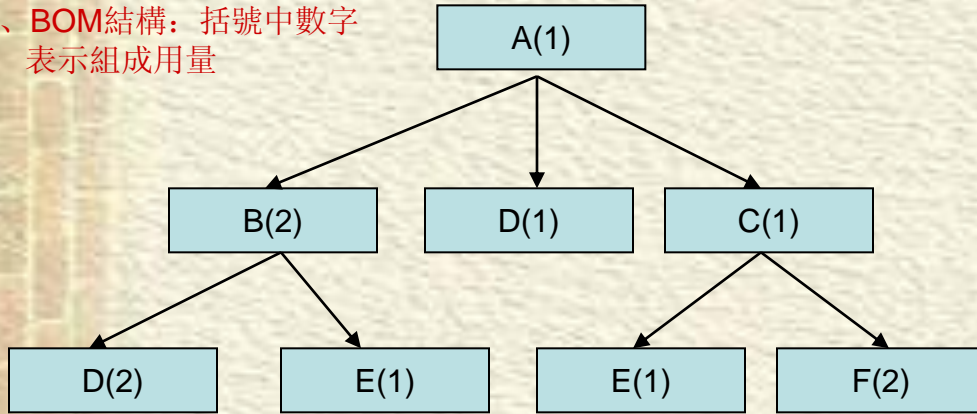 、BOM結構：括號中數字
表示組成用量
A(1)
B(2)
D(1)
C(1)
D(2)
E(1)
E(1)
F(2)